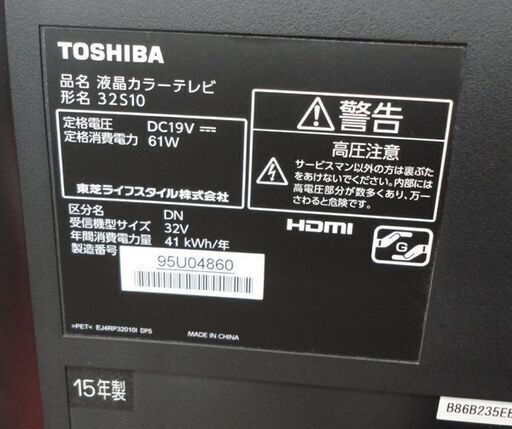 TOSHIBA
品名 液晶カラーテレビ
形名 32S10
定格電圧 DC19V ⎓
定格消費電力 61W
東芝ライフスタイル株式会社
区分名 DN
受信機型サイズ 32V
年間消費電力量 41 kWh/年
製造番号
95U04860
>PET< EJ4RP32010I DPS
MADE IN CHINA
⚠警告
高圧注意
サービスマン以外の方は裏ぶた
をあけないでください。内部には
高電圧部分が数多くあり、万一
さわると危険です。
HDMI
G
15年製
B86B235EE